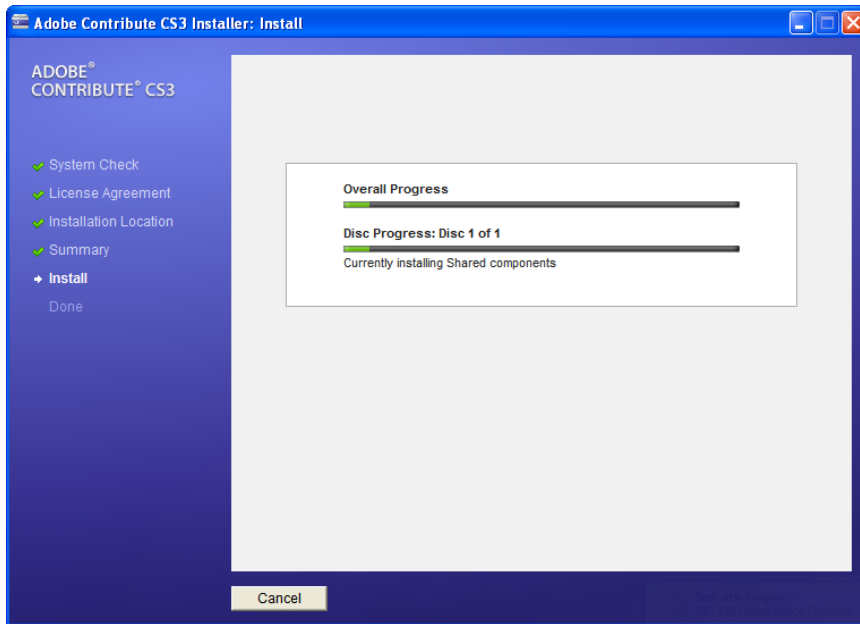 Adobe Contribute CS3 Installer: Install
ADOBE®
CONTRIBUTE® CS3
System Check
License Agreement
Installation Location
Summary
Install
Done
Overall Progress
Disc Progress: Disc 1 of 1
Currently installing Shared components
Cancel